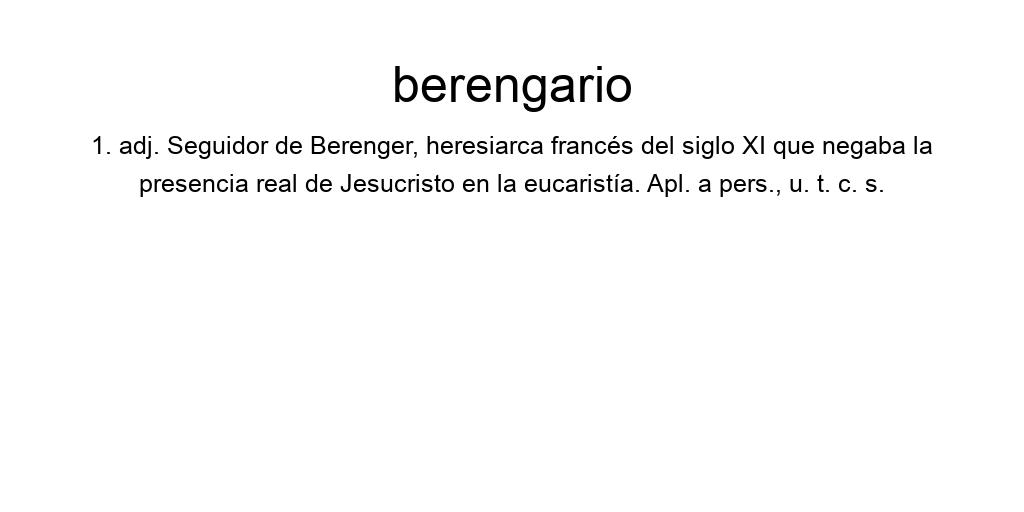 berengario
1. adj. Seguidor de Berenger, heresiarca francés del siglo XI que negaba la
presencia real de Jesucristo en la eucaristía. Apl. a pers., u. t. c. s.